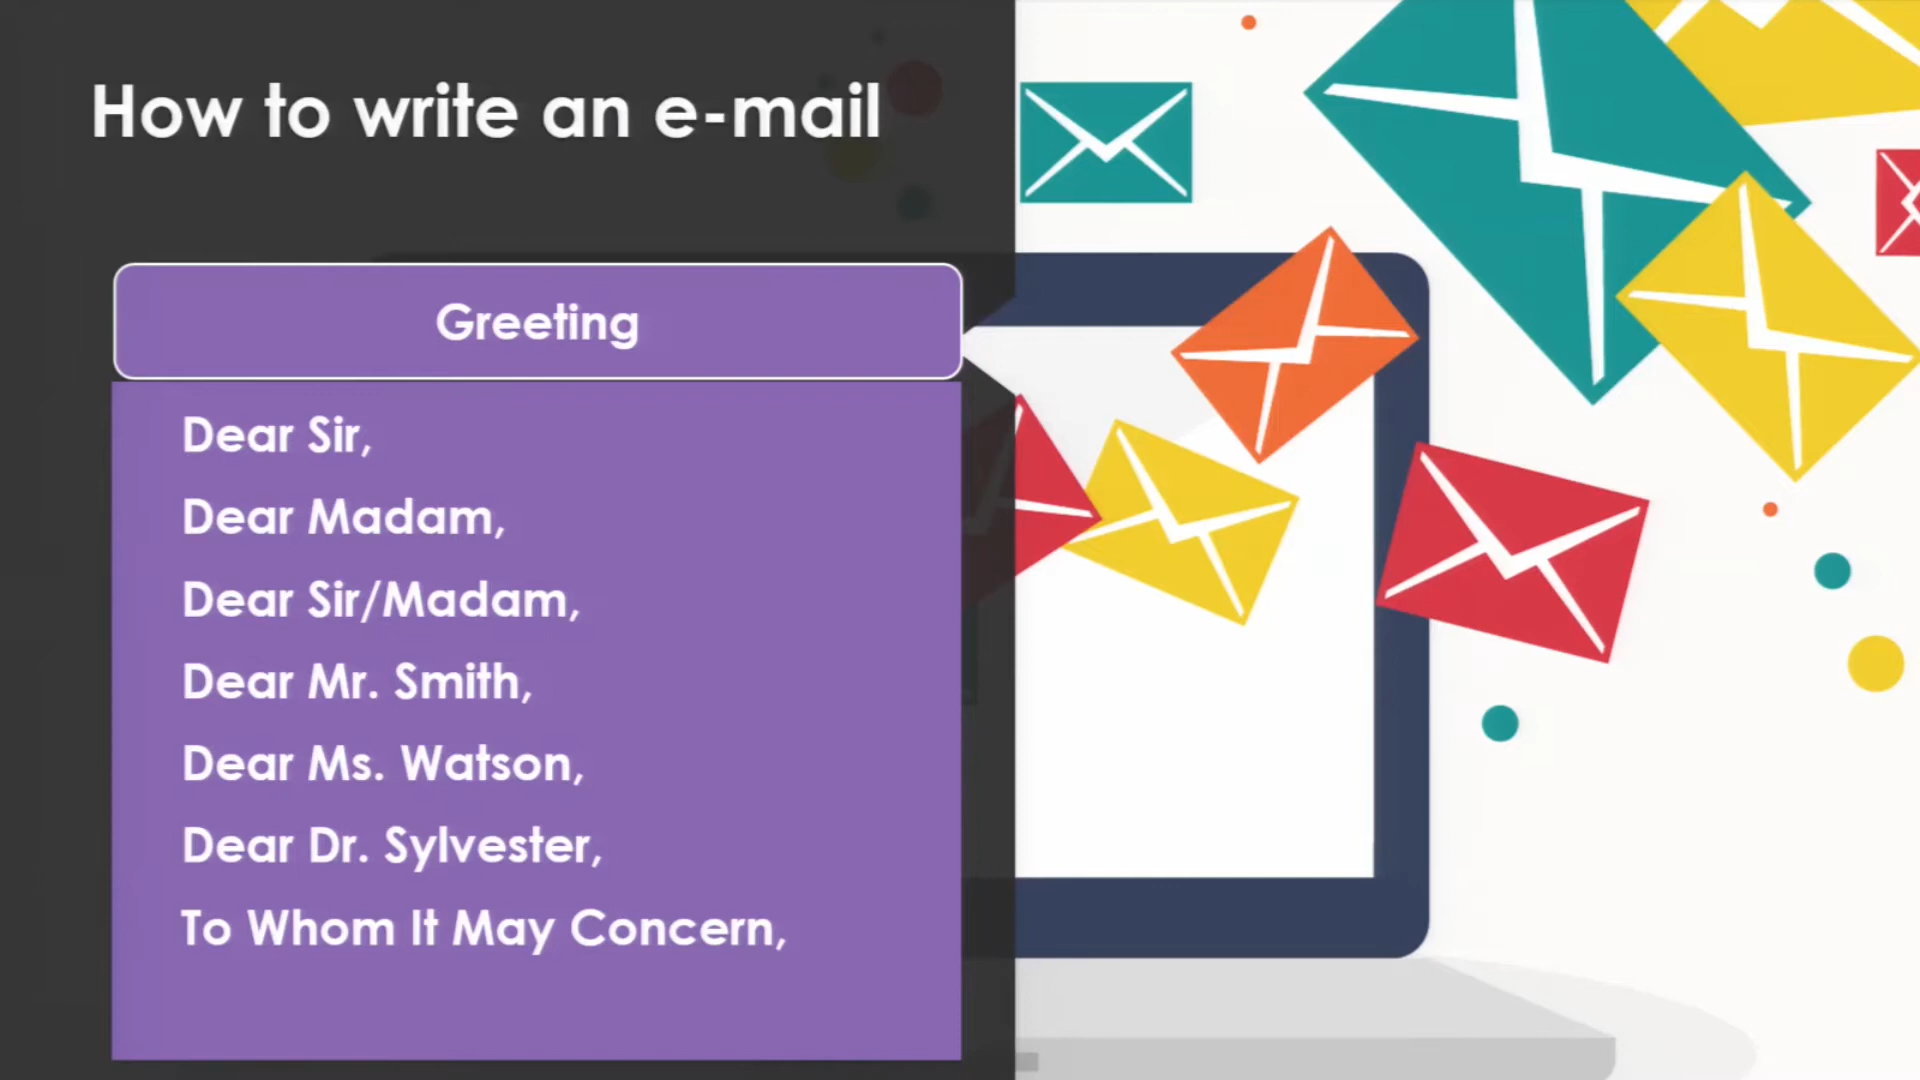 How to write an e-mail
Greeting
Dear Sir,
Dear Madam,
Dear Sir/Madam,
Dear Mr. Smith,
Dear Ms. Watson,
Dear Dr. Sylvester,
To Whom It May Concern,